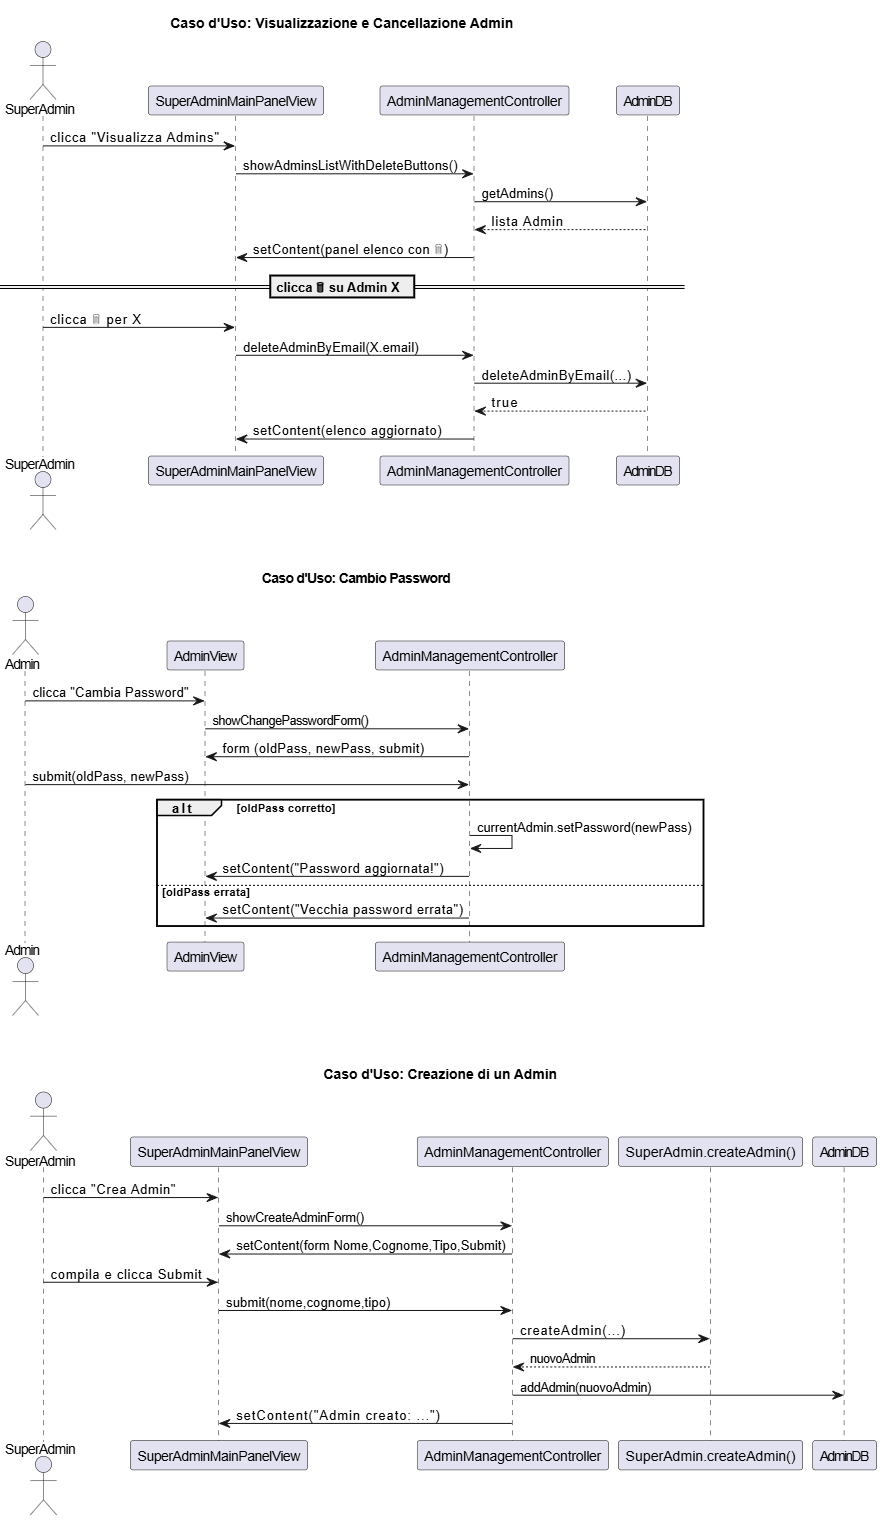 Caso d'Uso: Visualizzazione e Cancellazione Admin
SuperAdmin
SuperAdminMainPanelView
AdminManagementController
AdminDB
clicca "Visualizza Admins"
showAdminsListWithDeleteButtons()
getAdmins()
lista Admin
setContent(panel elenco con 🗑)
clicca 🗑 su Admin X
clicca 🗑 per X
deleteAdminByEmail(X.email)
deleteAdminByEmail(...)
true
setContent(elenco aggiornato)
SuperAdmin
SuperAdminMainPanelView
AdminManagementController
AdminDB
Caso d'Uso: Cambio Password
Admin
AdminView
AdminManagementController
clicca "Cambia Password"
showChangePasswordForm()
form (oldPass, newPass, submit)
submit(oldPass, newPass)
alt
[oldPass corretto]
currentAdmin.setPassword(newPass)
setContent("Password aggiornata!")
[oldPass errata]
setContent("Vecchia password errata")
Admin
AdminView
AdminManagementController
Caso d'Uso: Creazione di un Admin
SuperAdmin
SuperAdminMainPanelView
AdminManagementController
SuperAdmin.createAdmin()
AdminDB
clicca "Crea Admin"
showCreateAdminForm()
setContent(form Nome,Cognome,Tipo,Submit)
compila e clicca Submit
submit(nome,cognome,tipo)
createAdmin(...)
nuovoAdmin
addAdmin(nuovoAdmin)
setContent("Admin creato: ...")
SuperAdmin
SuperAdminMainPanelView
AdminManagementController
SuperAdmin.createAdmin()
AdminDB